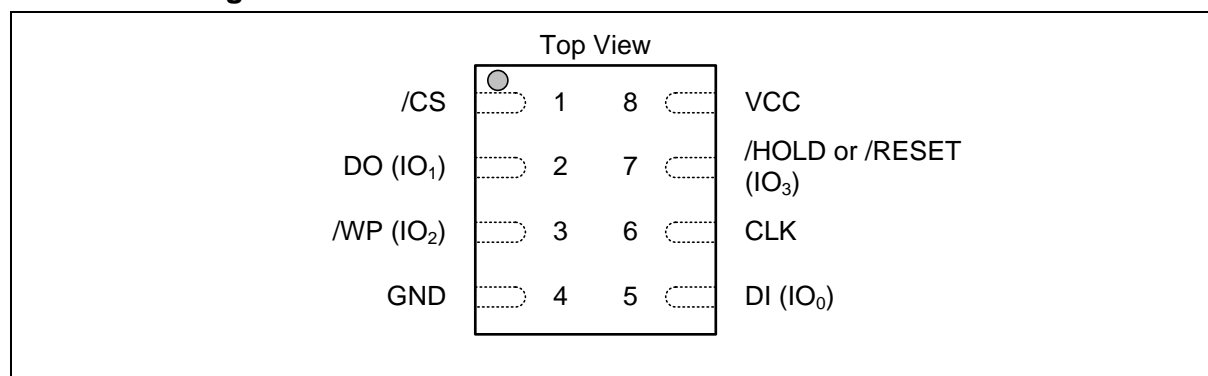 g
Top View
/CS 1 8 VCC
DO (IO₁) 2 7 /HOLD or /RESET
(IO₃)
/WP (IO₂) 3 6 CLK
GND 4 5 DI (IO₀)